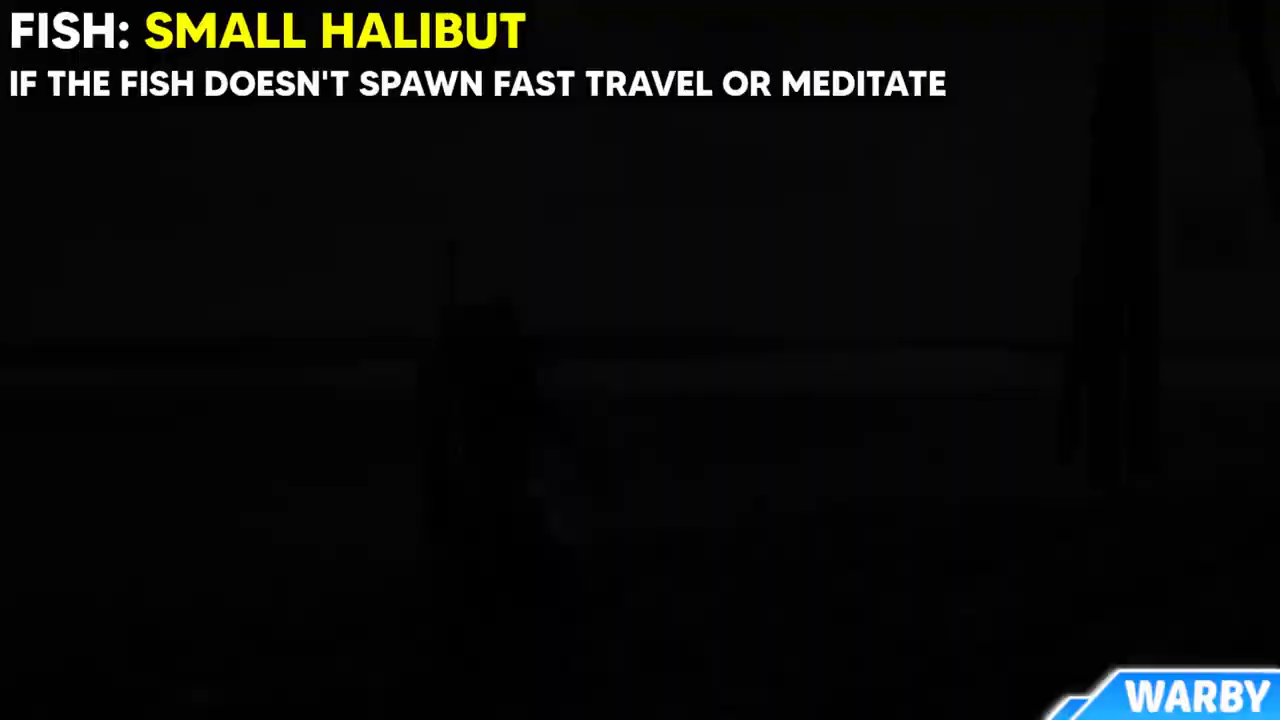 FISH: SMALL HALIBUT
IF THE FISH DOESN'T SPAWN FAST TRAVEL OR MEDITATE
WARBY